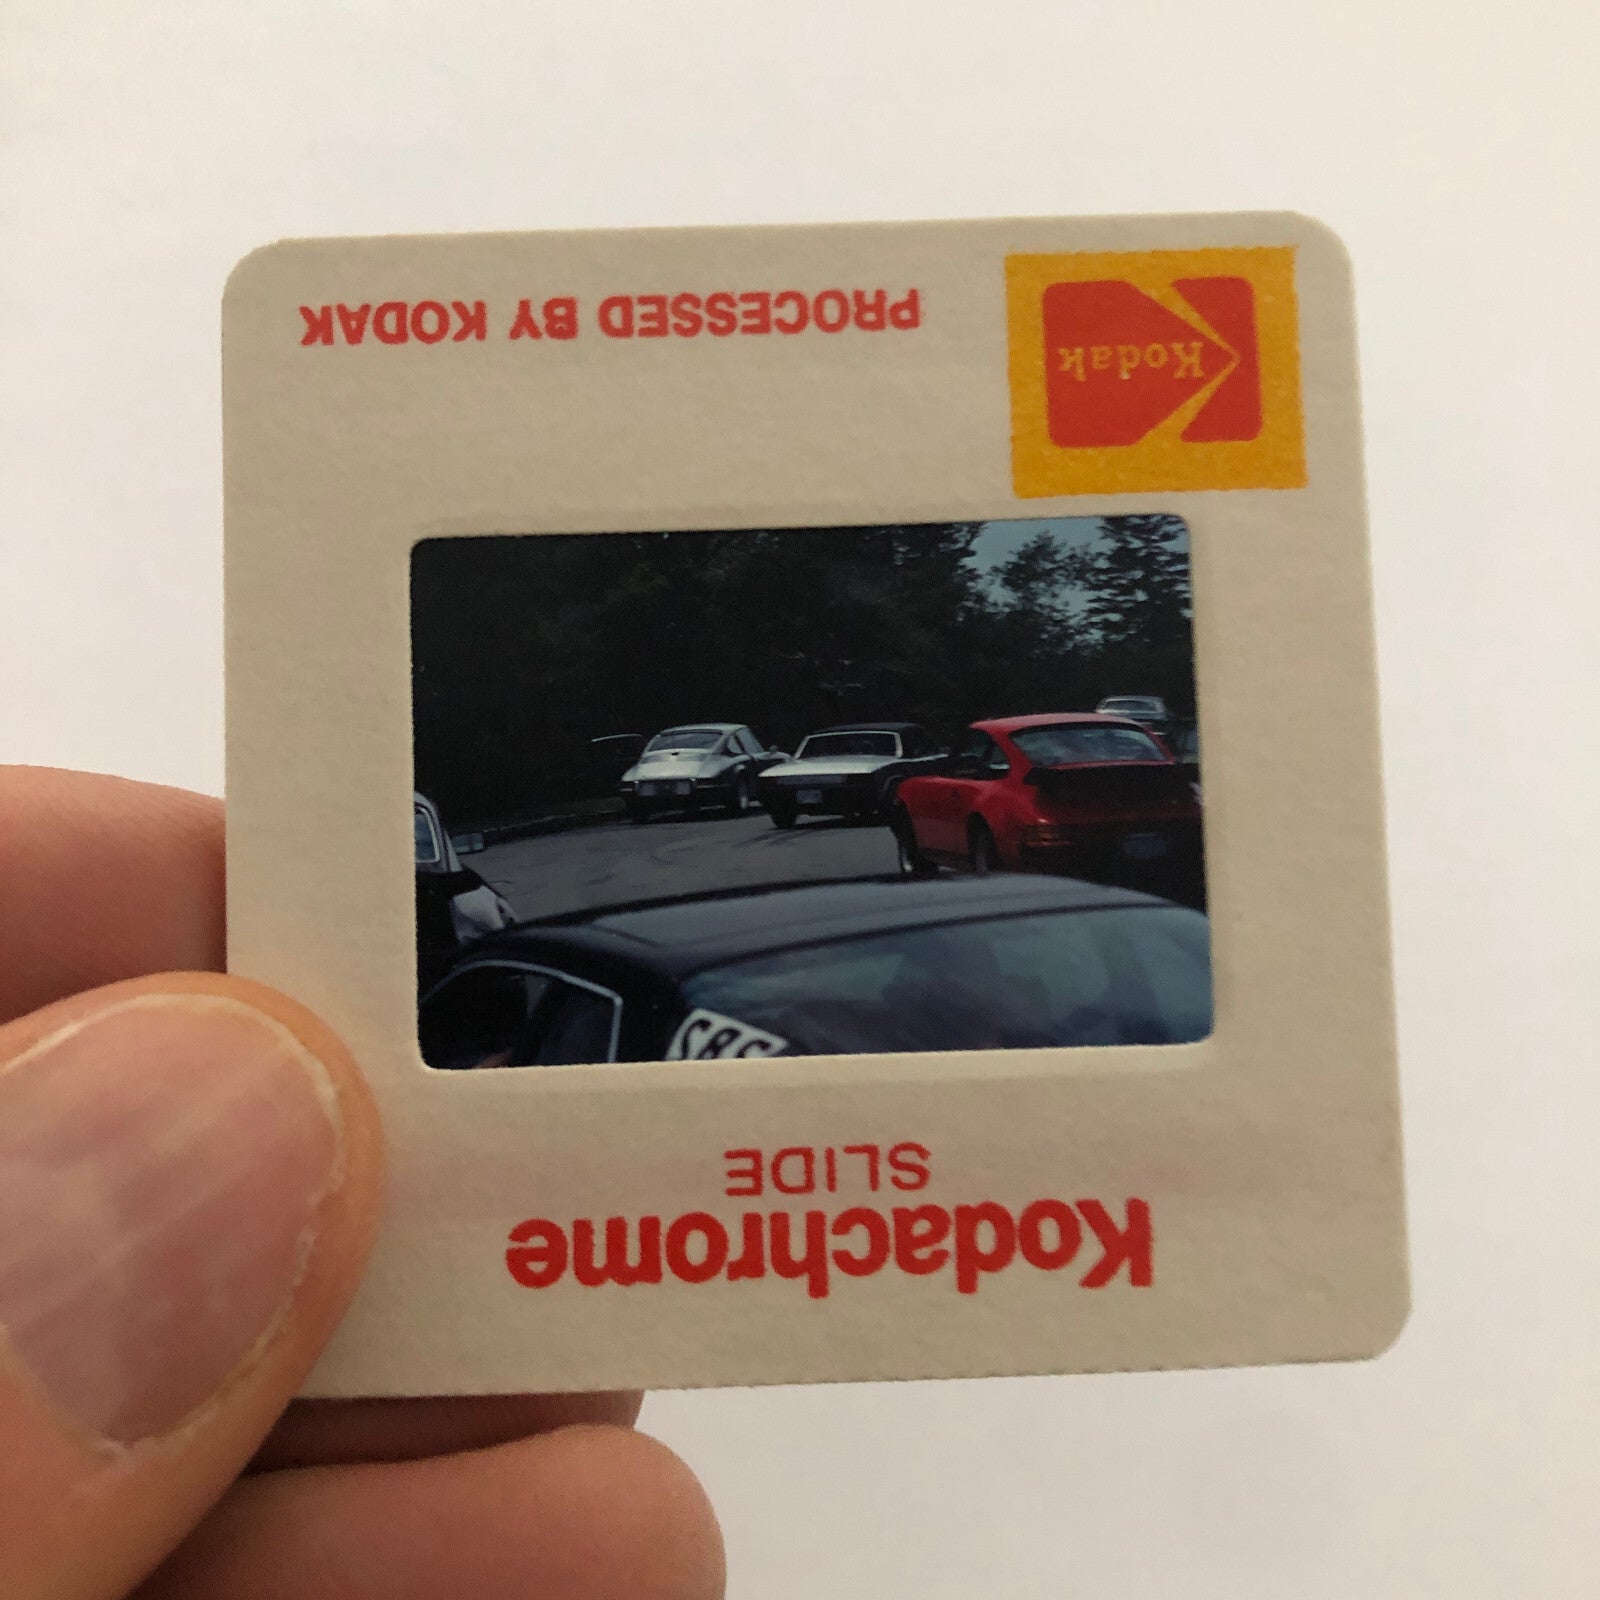 Kodachrome
SLIDE
Kodak
PROCESSED BY KODAK